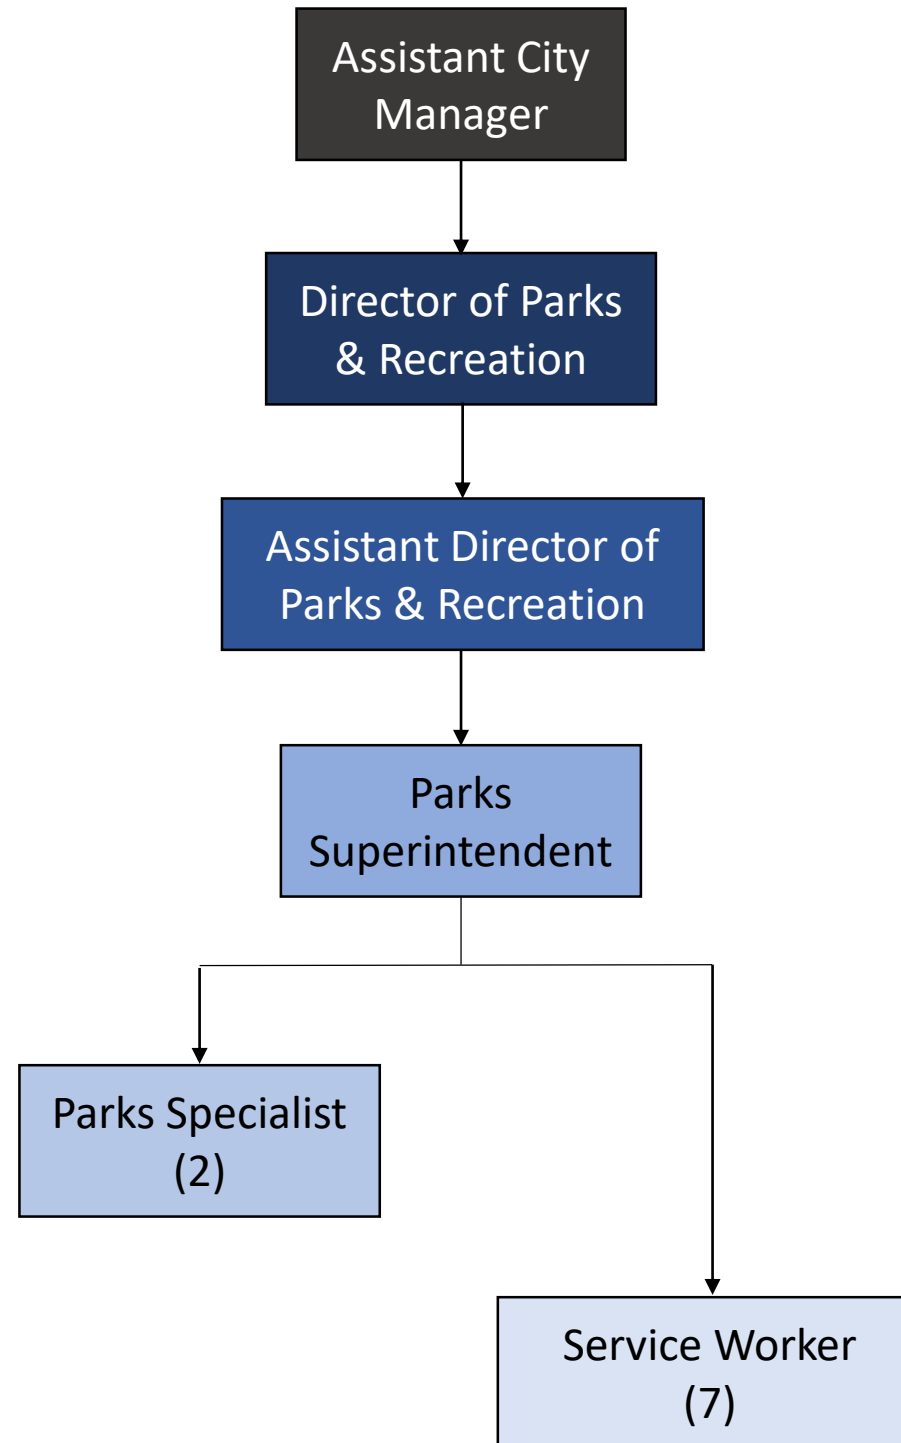 Assistant City
Manager
Director of Parks
& Recreation
Assistant Director of
Parks & Recreation
Parks
Superintendent
Parks Specialist
(2)
Service Worker
(7)